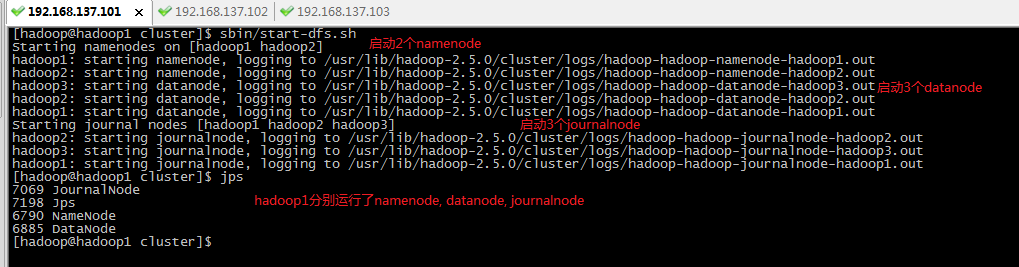 192.168.137.101 × 192.168.137.102 192.168.137.103
[hadoop@hadoop1 cluster]$ sbin/start-dfs.sh
Starting namenodes on [hadoop1 hadoop2] 启动2个namenode
hadoop1: starting namenode, logging to /usr/lib/hadoop-2.5.0/cluster/logs/hadoop-hadoop-namenode-hadoop1.out
hadoop2: starting namenode, logging to /usr/lib/hadoop-2.5.0/cluster/logs/hadoop-hadoop-namenode-hadoop2.out
hadoop3: starting datanode, logging to /usr/lib/hadoop-2.5.0/cluster/logs/hadoop-hadoop-datanode-hadoop3.out 启动3个datanode
hadoop2: starting datanode, logging to /usr/lib/hadoop-2.5.0/cluster/logs/hadoop-hadoop-datanode-hadoop2.out
hadoop1: starting datanode, logging to /usr/lib/hadoop-2.5.0/cluster/logs/hadoop-hadoop-datanode-hadoop1.out
Starting journal nodes [hadoop1 hadoop2 hadoop3] 启动3个journalnode
hadoop2: starting journalnode, logging to /usr/lib/hadoop-2.5.0/cluster/logs/hadoop-hadoop-journalnode-hadoop2.out
hadoop3: starting journalnode, logging to /usr/lib/hadoop-2.5.0/cluster/logs/hadoop-hadoop-journalnode-hadoop3.out
hadoop1: starting journalnode, logging to /usr/lib/hadoop-2.5.0/cluster/logs/hadoop-hadoop-journalnode-hadoop1.out
[hadoop@hadoop1 cluster]$ jps
7069 JournalNode
7198 Jps hadoop1分别运行了namenode, datanode, journalnode
6790 NameNode
6885 DataNode
[hadoop@hadoop1 cluster]$